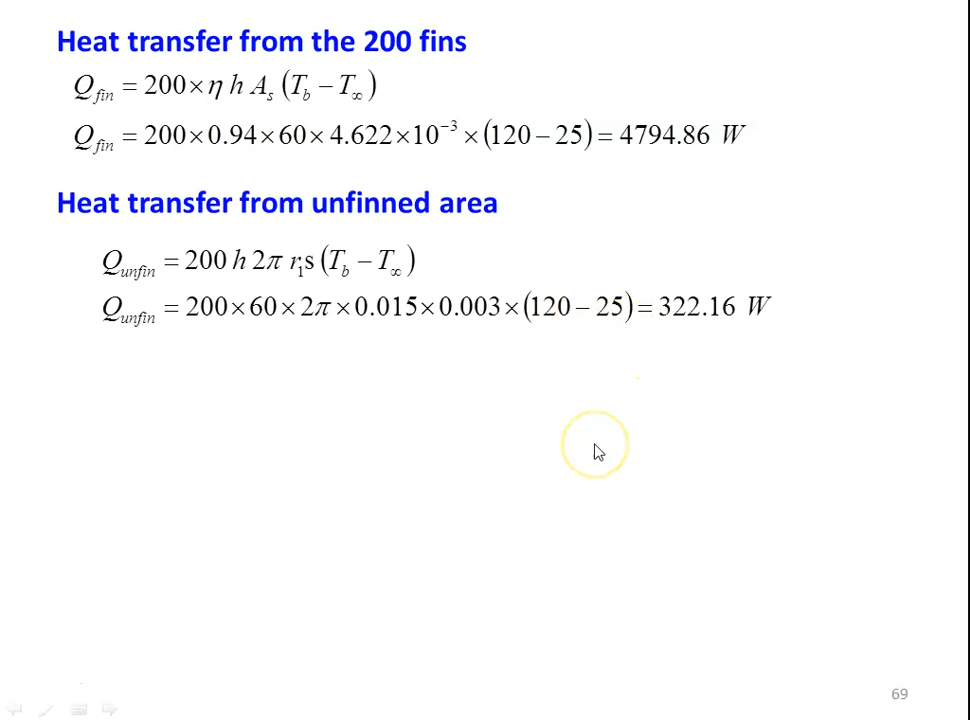 Heat transfer from the 200 fins
Q_fin = 200 × η h A_s (T_b − T_∞)
Q_fin = 200 × 0.94 × 60 × 4.622 × 10⁻³ × (120 − 25) = 4794.86 W
Heat transfer from unfinned area
Q_unfin = 200 h 2π r₁s (T_b − T_∞)
Q_unfin = 200 × 60 × 2π × 0.015 × 0.003 × (120 − 25) = 322.16 W
69